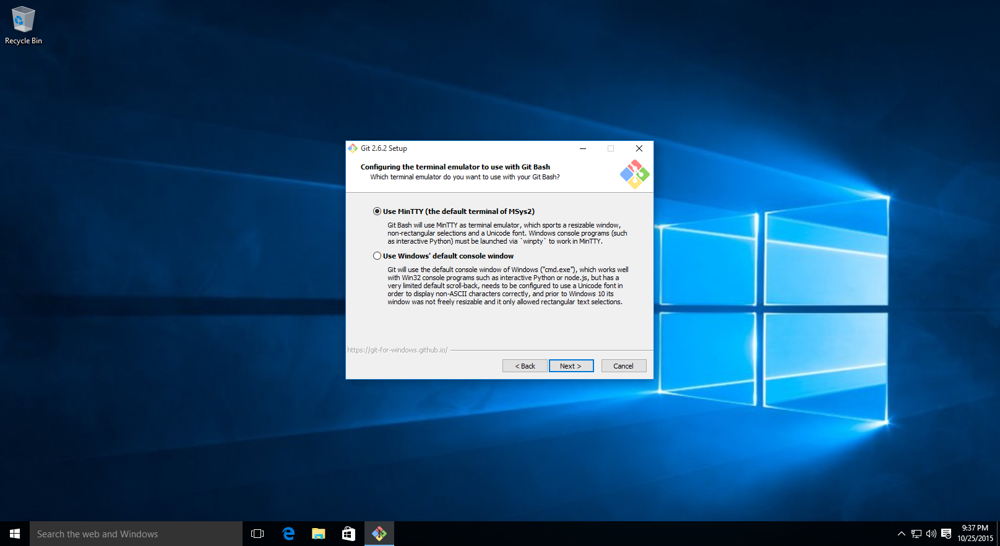 Recycle Bin
Git 2.6.2 Setup
Configuring the terminal emulator to use with Git Bash
Which terminal emulator do you want to use with your Git Bash?
Use MinTTY (the default terminal of MSys2)
Git Bash will use MinTTY as terminal emulator, which sports a resizable window,
non-rectangular selections and a Unicode font. Windows console programs (such
as interactive Python) must be launched via `winpty` to work in MinTTY.
Use Windows' default console window
Git will use the default console window of Windows ("cmd.exe"), which works well
with Win32 console programs such as interactive Python or node.js, but has a
very limited default scroll-back, needs to be configured to use a Unicode font in
order to display non-ASCII characters correctly, and prior to Windows 10 its
window was not freely resizable and it only allowed rectangular text selections.
https://git-for-windows.github.io/
< Back
Next >
Cancel
Search the web and Windows
9:37 PM
10/25/2015